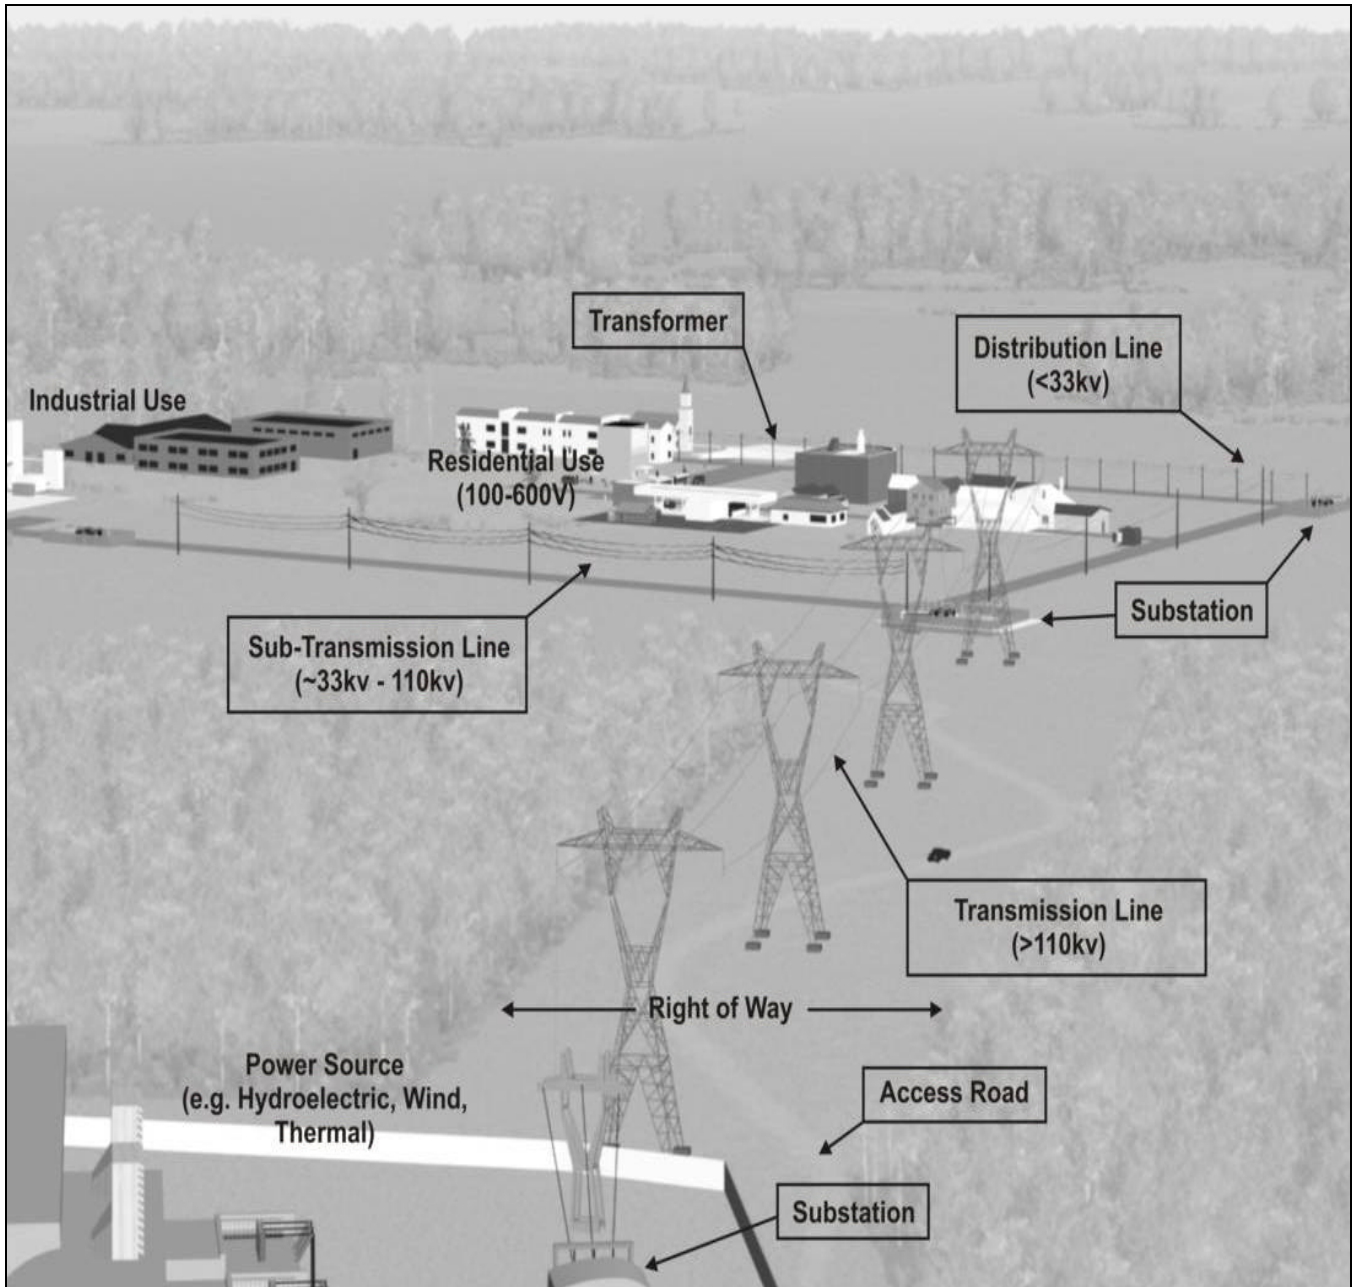 Transformer
Distribution Line
(<33kv)
Industrial Use
Residential Use
(100-600V)
Substation
Sub-Transmission Line
(~33kv - 110kv)
Transmission Line
(>110kv)
Right of Way
Power Source
(e.g. Hydroelectric, Wind,
Thermal)
Access Road
Substation